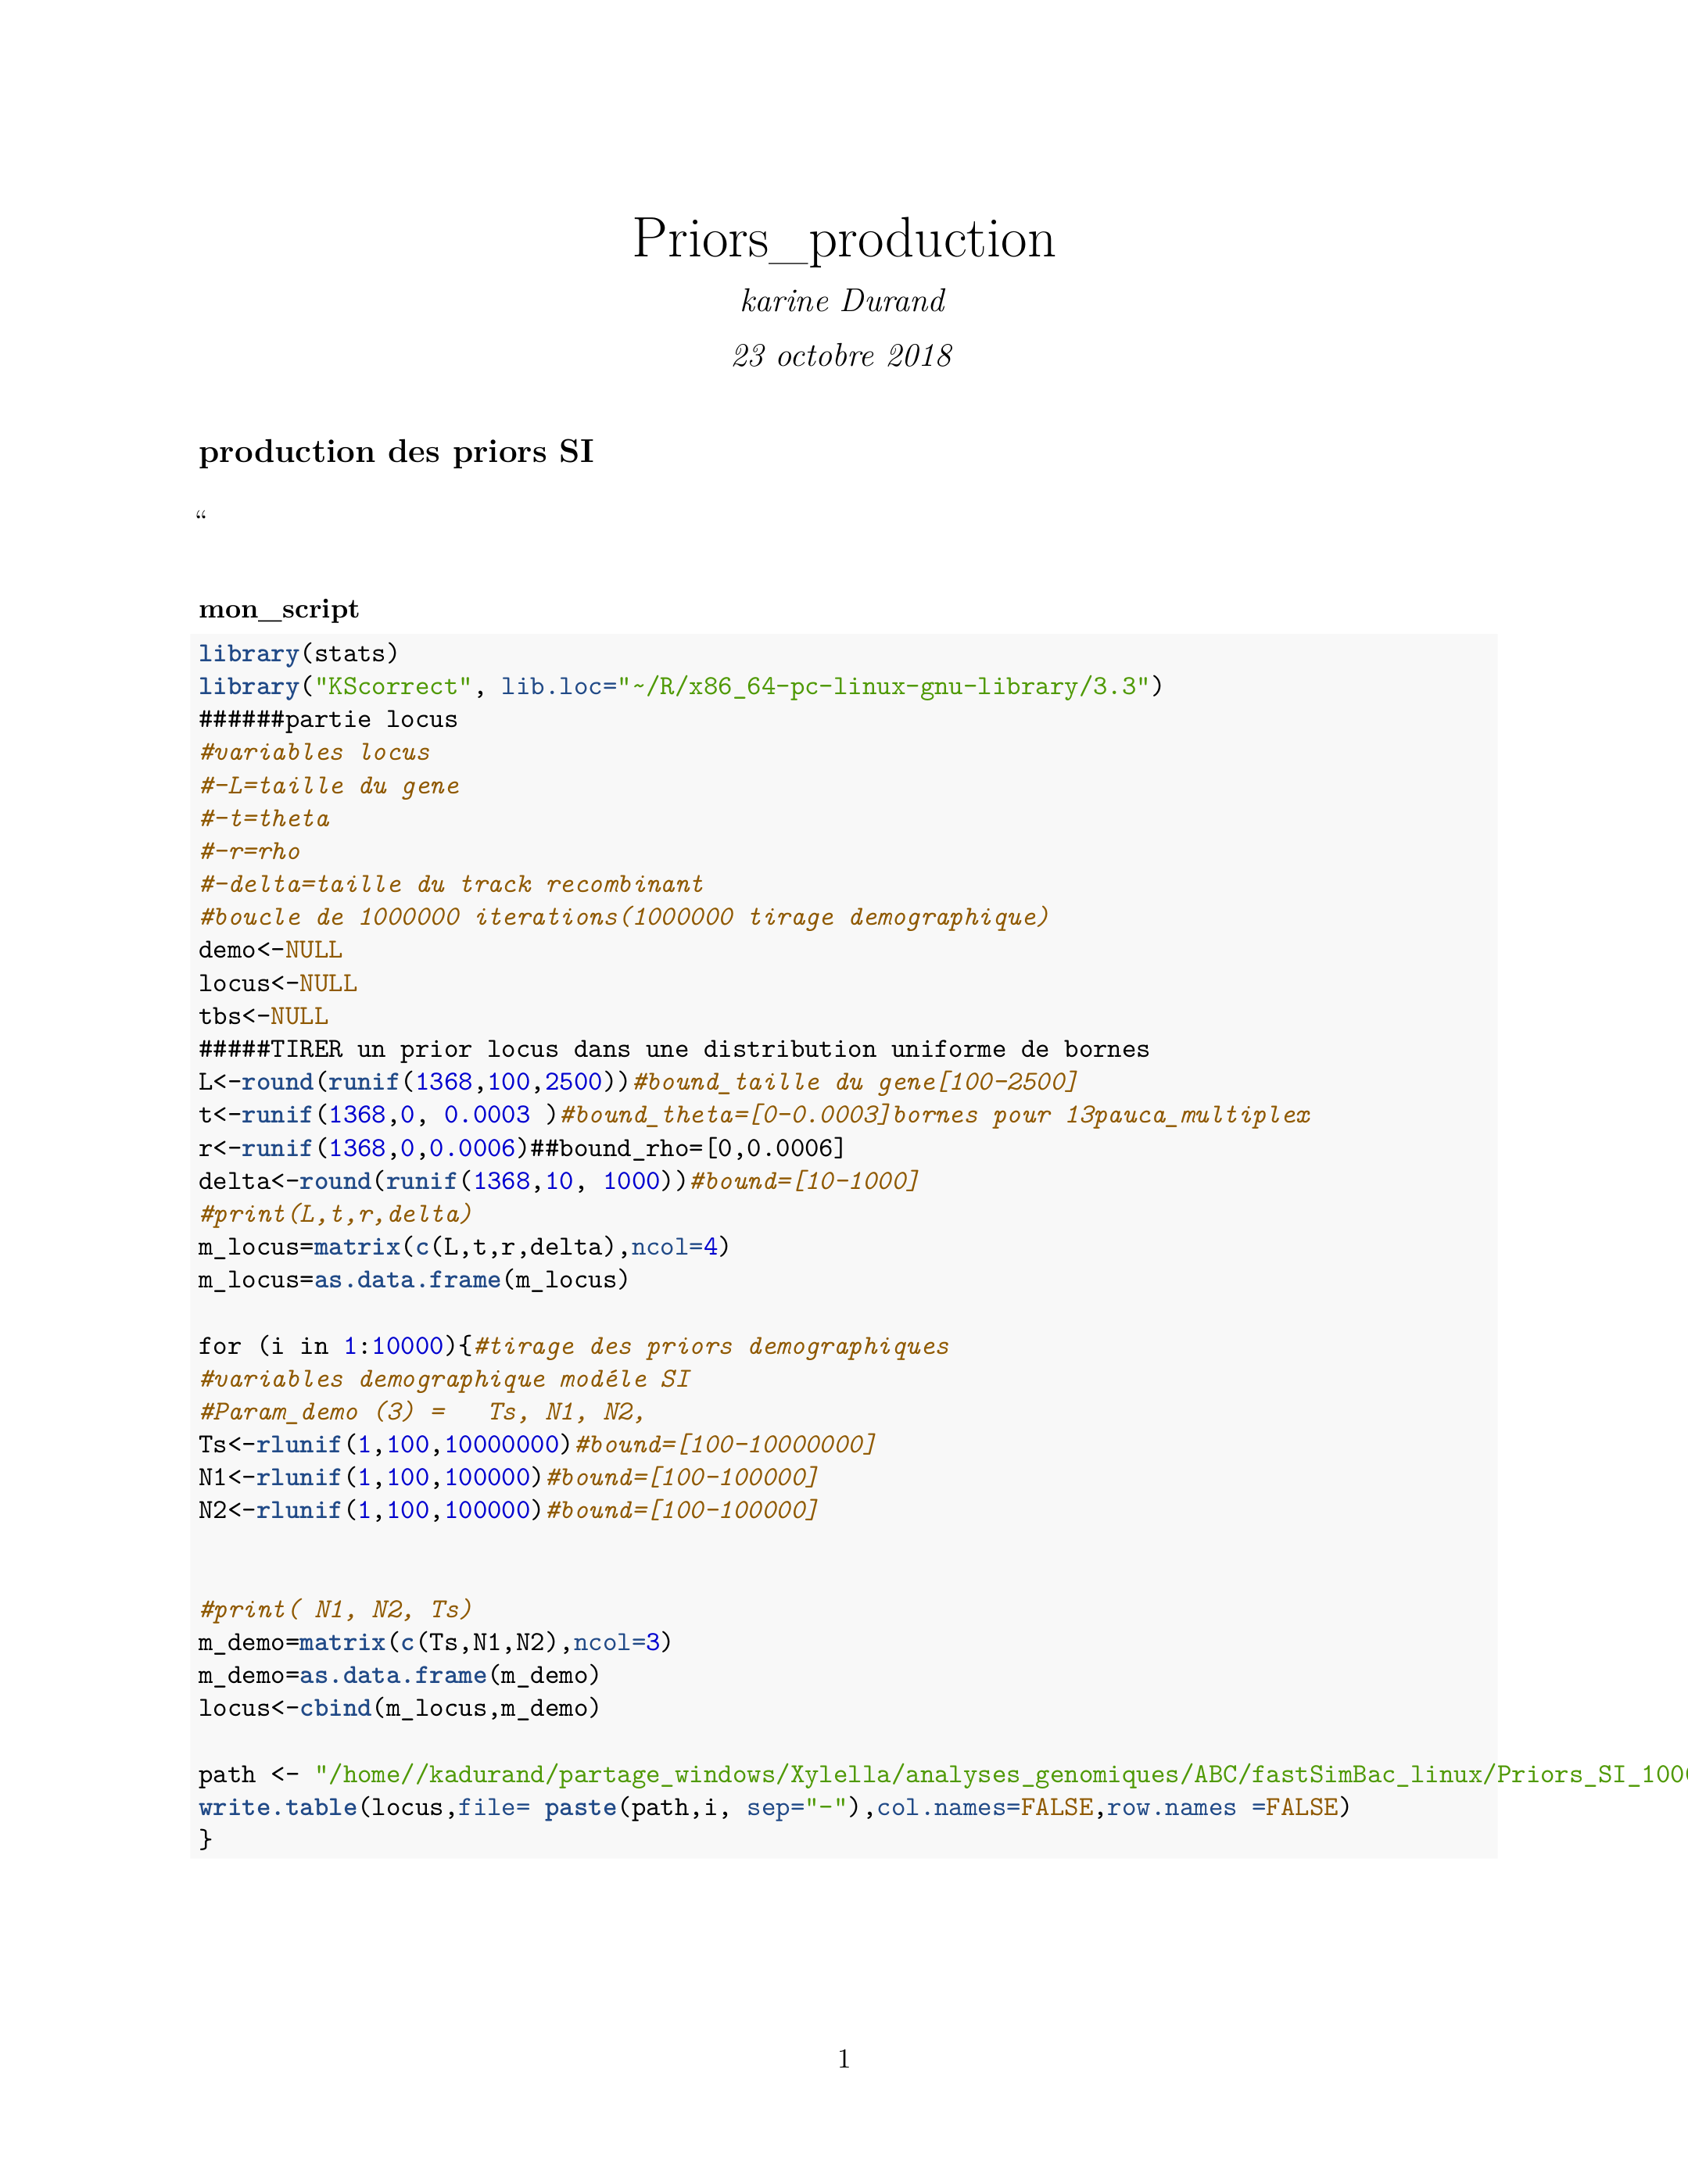 Priors_production
karine Durand
23 octobre 2018
production des priors SI
“
mon_script
library(stats)
library("KScorrect", lib.loc="~/R/x86_64-pc-linux-gnu-library/3.3")
######partie locus
#variables locus
#-L=taille du gene
#-t=theta
#-r=rho
#-delta=taille du track recombinant
#boucle de 1000000 iterations(1000000 tirage demographique)
demo<-NULL
locus<-NULL
tbs<-NULL
#####TIRER un prior locus dans une distribution uniforme de bornes
L<-round(runif(1368,100,2500))#bound_taille du gene[100-2500]
t<-runif(1368,0, 0.0003 )#bound_theta=[0-0.0003]bornes pour 13pauca_multiplex
r<-runif(1368,0,0.0006)##bound_rho=[0,0.0006]
delta<-round(runif(1368,10, 1000))#bound=[10-1000]
#print(L,t,r,delta)
m_locus=matrix(c(L,t,r,delta),ncol=4)
m_locus=as.data.frame(m_locus)
for (i in 1:10000){#tirage des priors demographiques
#variables demographique modéle SI
#Param_demo (3) =   Ts, N1, N2,
Ts<-rlunif(1,100,10000000)#bound=[100-10000000]
N1<-rlunif(1,100,100000)#bound=[100-100000]
N2<-rlunif(1,100,100000)#bound=[100-100000]
#print( N1, N2, Ts)
m_demo=matrix(c(Ts,N1,N2),ncol=3)
m_demo=as.data.frame(m_demo)
locus<-cbind(m_locus,m_demo)
path <- "/home//kadurand/partage_windows/Xylella/analyses_genomiques/ABC/fastSimBac_linux/Priors_SI_100
write.table(locus,file= paste(path,i, sep="-"),col.names=FALSE,row.names =FALSE)
}
1